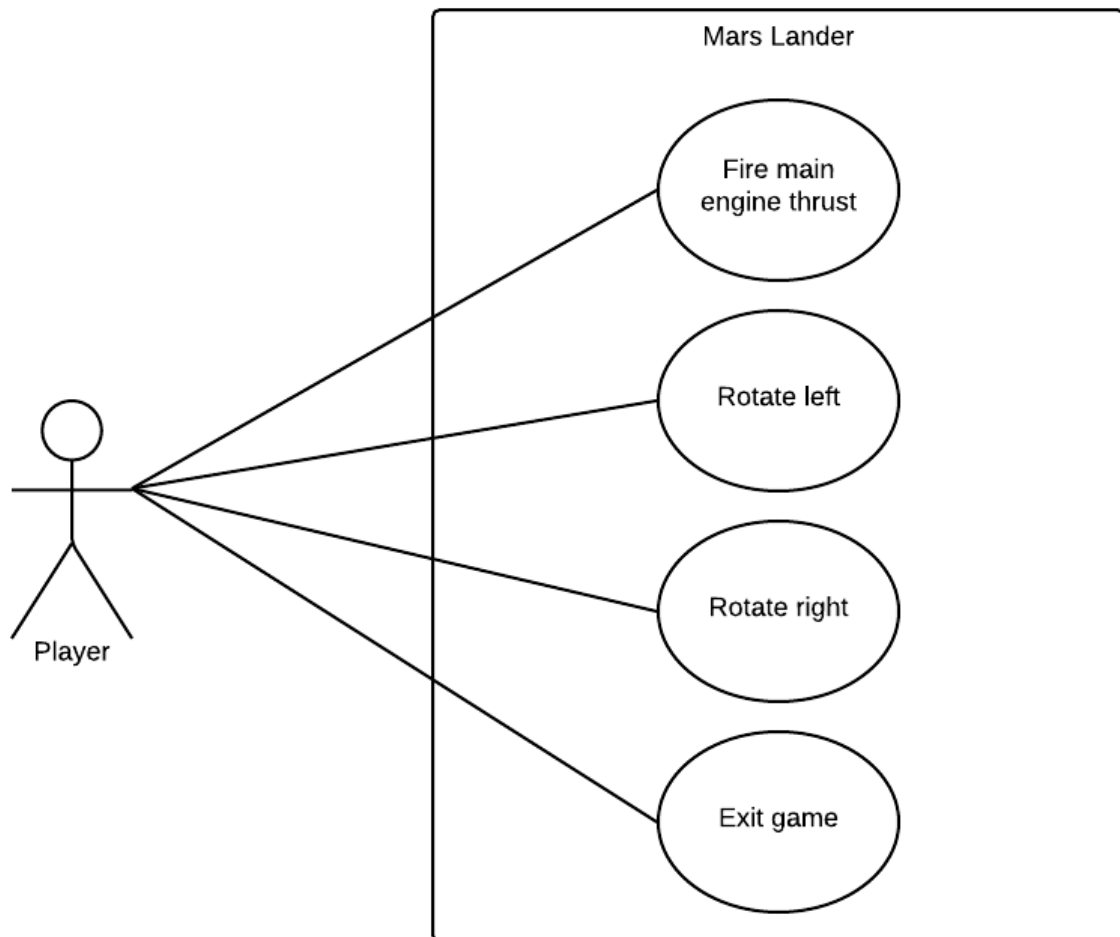 Mars Lander
Fire main
engine thrust
Rotate left
Rotate right
Player
Exit game